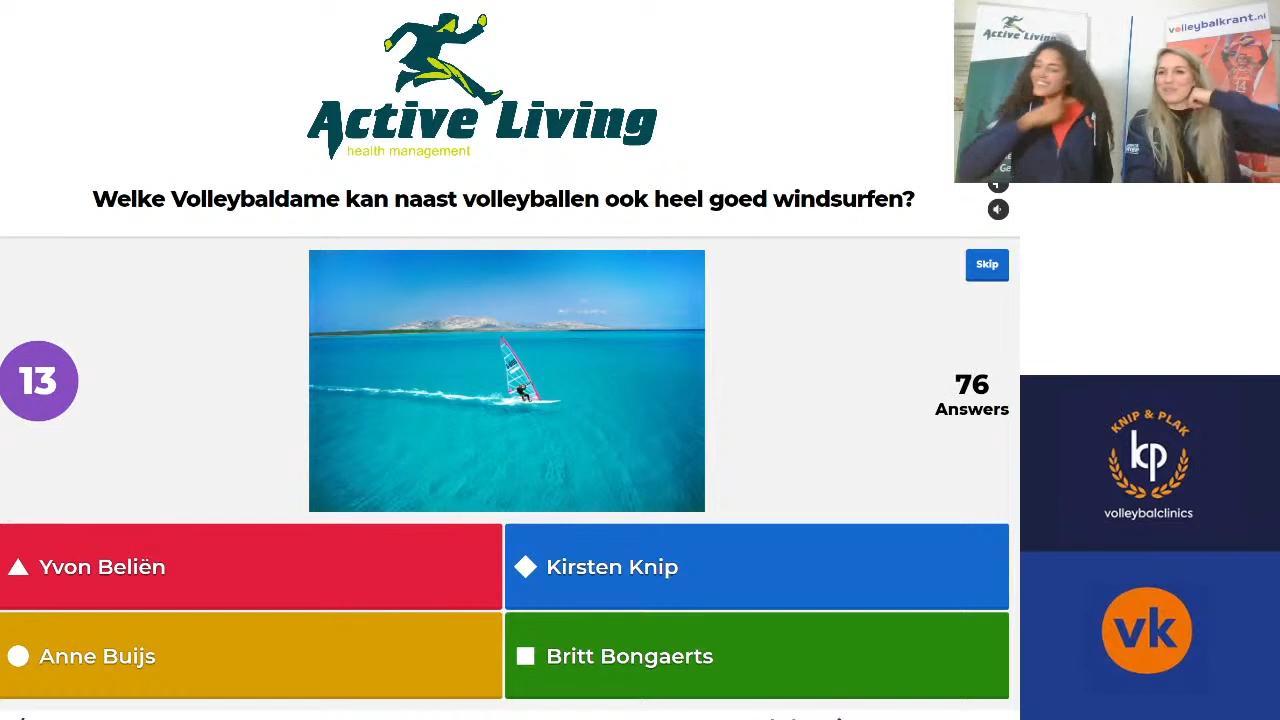 Active Living
health management
Active Living
volleybalkrant.nl
Welke Volleybaldame kan naast volleyballen ook heel goed windsurfen?
Skip
13
76
Answers
KNIP & PLAK
kp
volleybalclinics
Yvon Beliën
Kirsten Knip
Anne Buijs
Britt Bongaerts
vk